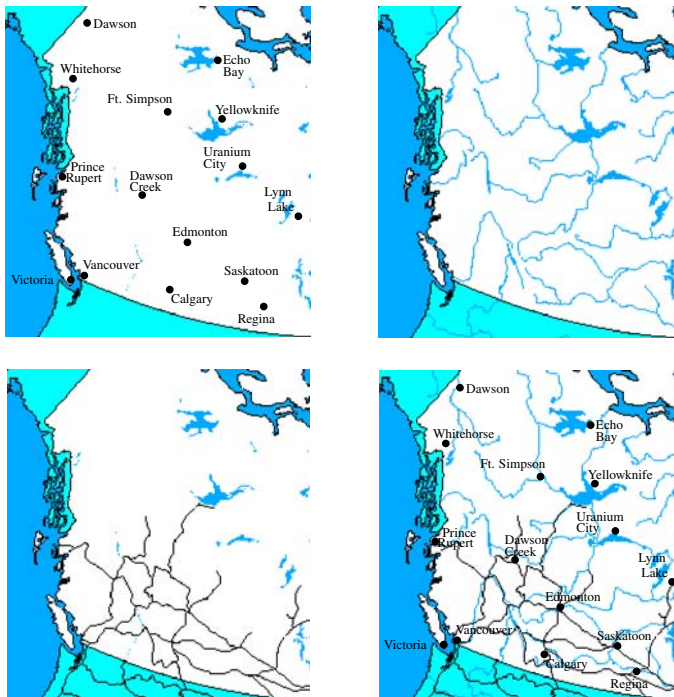 Dawson
Echo
Bay
Whitehorse
Ft. Simpson
Yellowknife
Uranium
City
Prince
Rupert
Dawson
Creek
Lynn
Lake
Edmonton
Vancouver
Victoria
Saskatoon
Calgary
Regina
Dawson
Echo
Bay
Whitehorse
Ft. Simpson
Yellowknife
Uranium
City
Prince
Rupert
Dawson
Creek
Lynn
Lake
Edmonton
Vancouver
Victoria
Saskatoon
Calgary
Regina